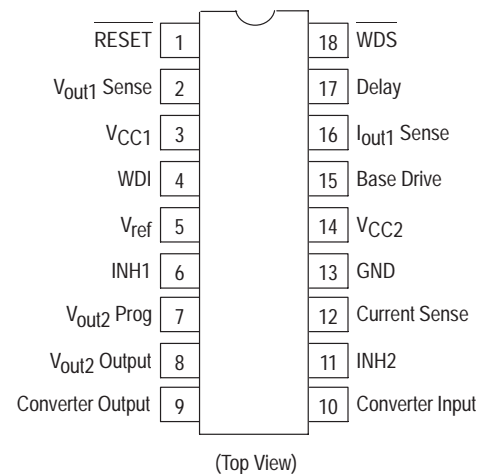 RESET 1 18 WDS
Vout1 Sense 2 17 Delay
VCC1 3 16 Iout1 Sense
WDI 4 15 Base Drive
Vref 5 14 VCC2
INH1 6 13 GND
Vout2 Prog 7 12 Current Sense
Vout2 Output 8 11 INH2
Converter Output 9 10 Converter Input
(Top View)